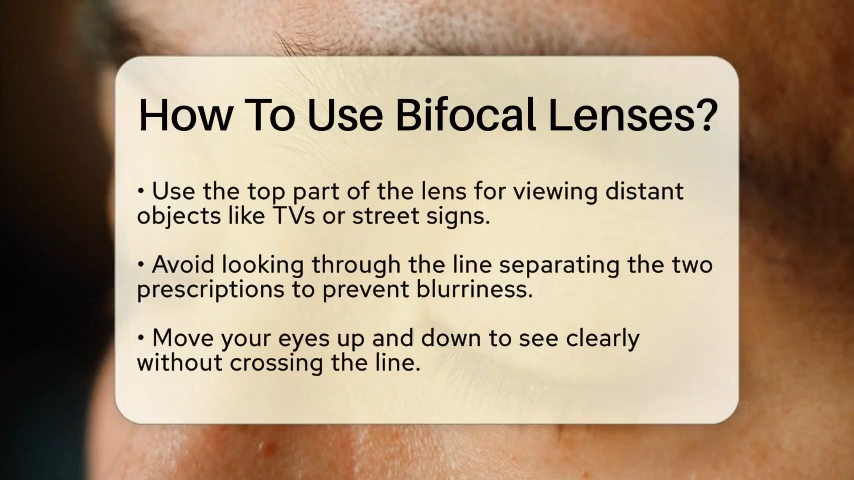 How To Use Bifocal Lenses?
• Use the top part of the lens for viewing distant
objects like TVs or street signs.
• Avoid looking through the line separating the two
prescriptions to prevent blurriness.
• Move your eyes up and down to see clearly
without crossing the line.